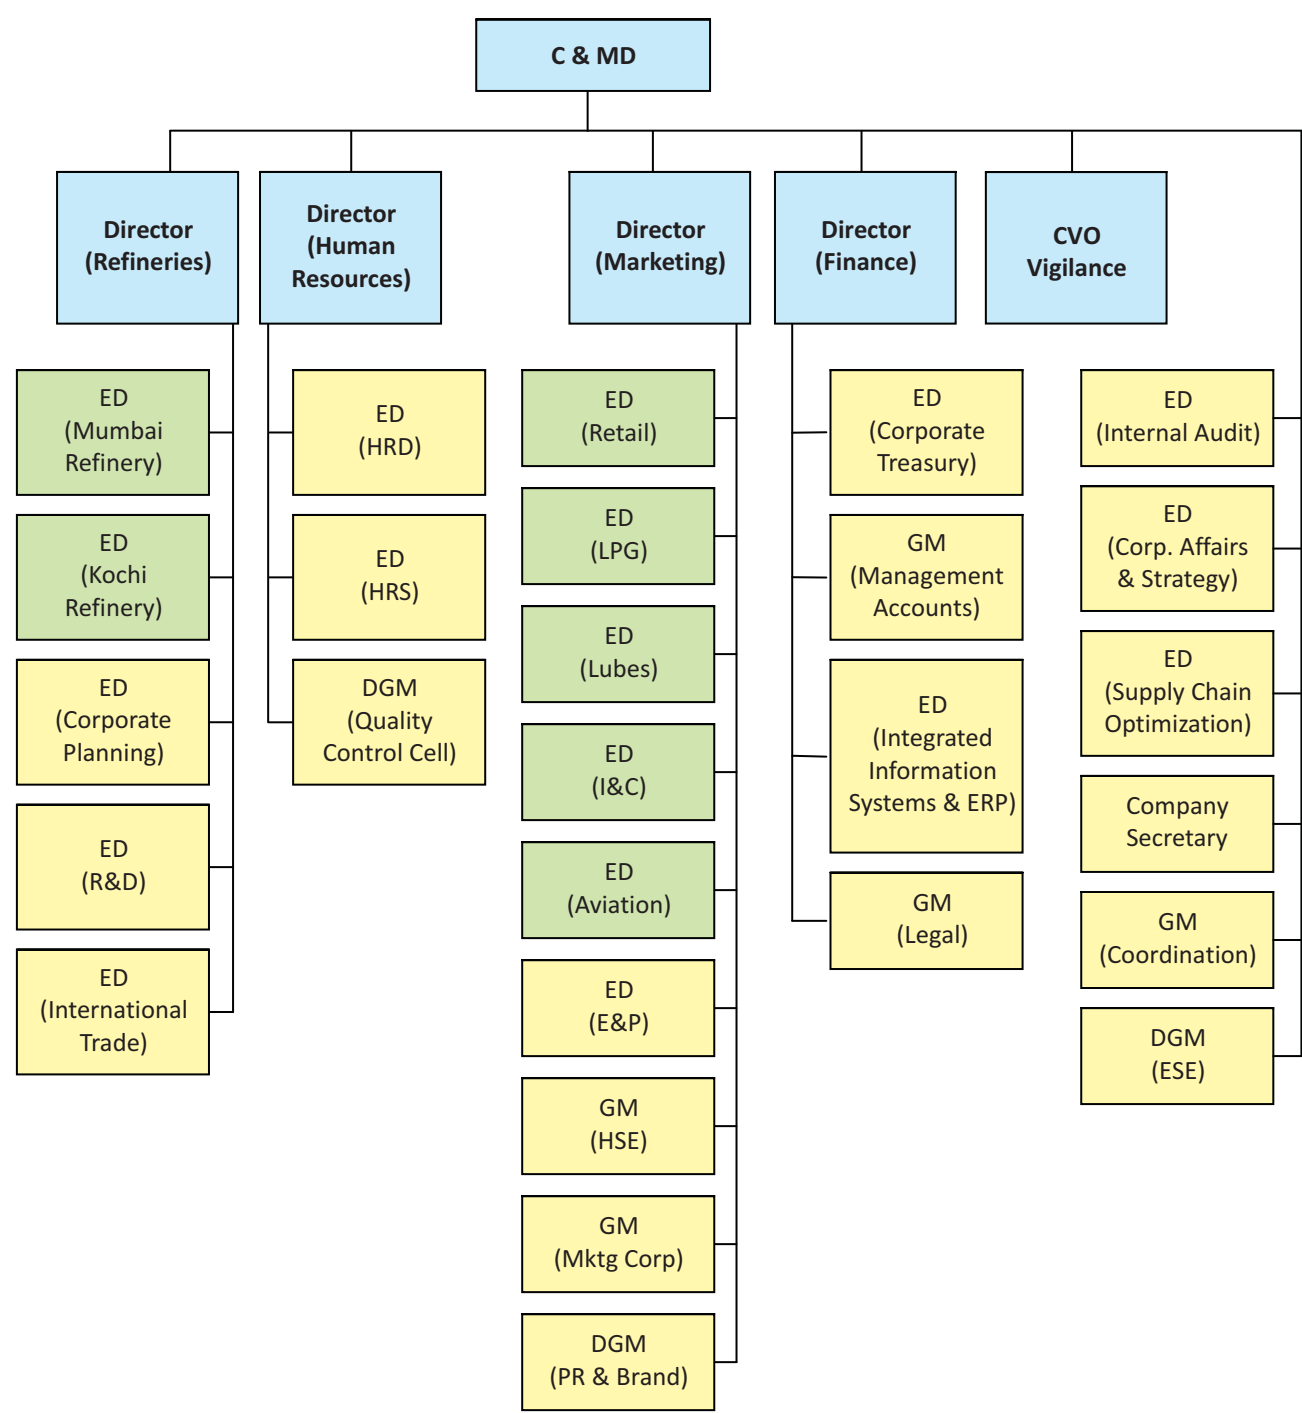 C & MD
Director
(Refineries)
Director
(Human
Resources)
Director
(Marketing)
Director
(Finance)
CVO
Vigilance
ED
(Mumbai
Refinery)
ED
(Kochi
Refinery)
ED
(Corporate
Planning)
ED
(R&D)
ED
(International
Trade)
ED
(HRD)
ED
(HRS)
DGM
(Quality
Control Cell)
ED
(Retail)
ED
(LPG)
ED
(Lubes)
ED
(I&C)
ED
(Aviation)
ED
(E&P)
GM
(HSE)
GM
(Mktg Corp)
DGM
(PR & Brand)
ED
(Corporate
Treasury)
GM
(Management
Accounts)
ED
(Integrated
Information
Systems & ERP)
GM
(Legal)
ED
(Internal Audit)
ED
(Corp. Affairs
& Strategy)
ED
(Supply Chain
Optimization)
Company
Secretary
GM
(Coordination)
DGM
(ESE)